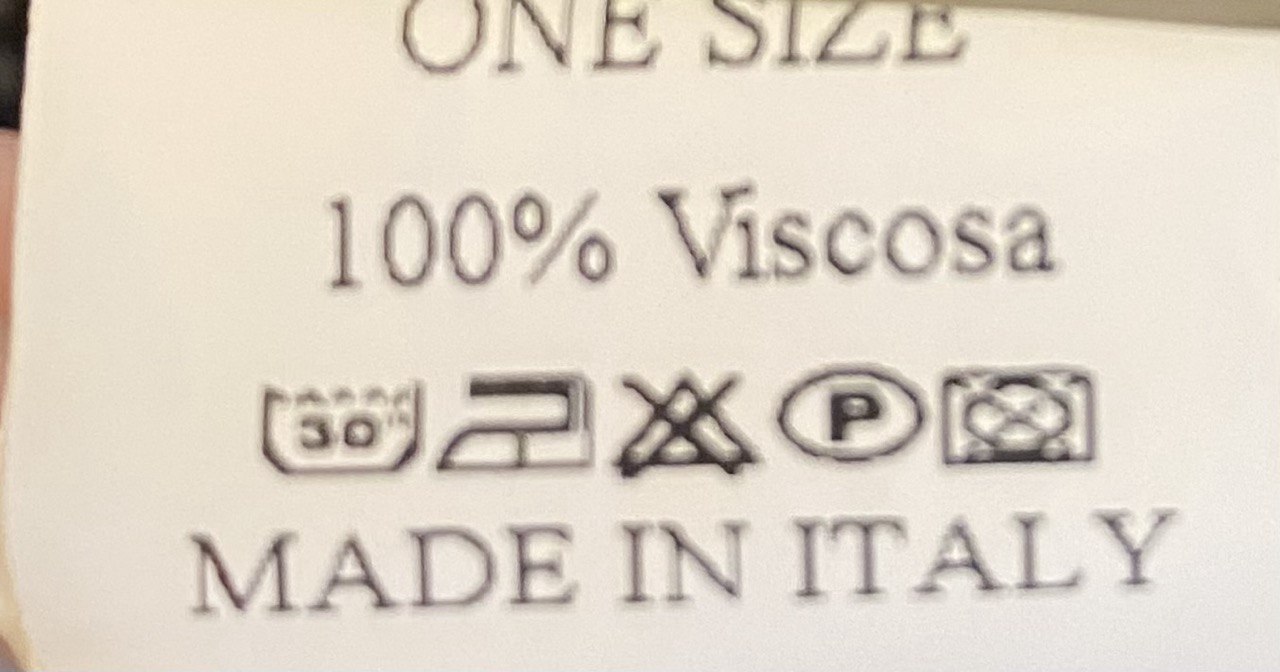 ONE SIZE
100% Viscosa
30° P
MADE IN ITALY